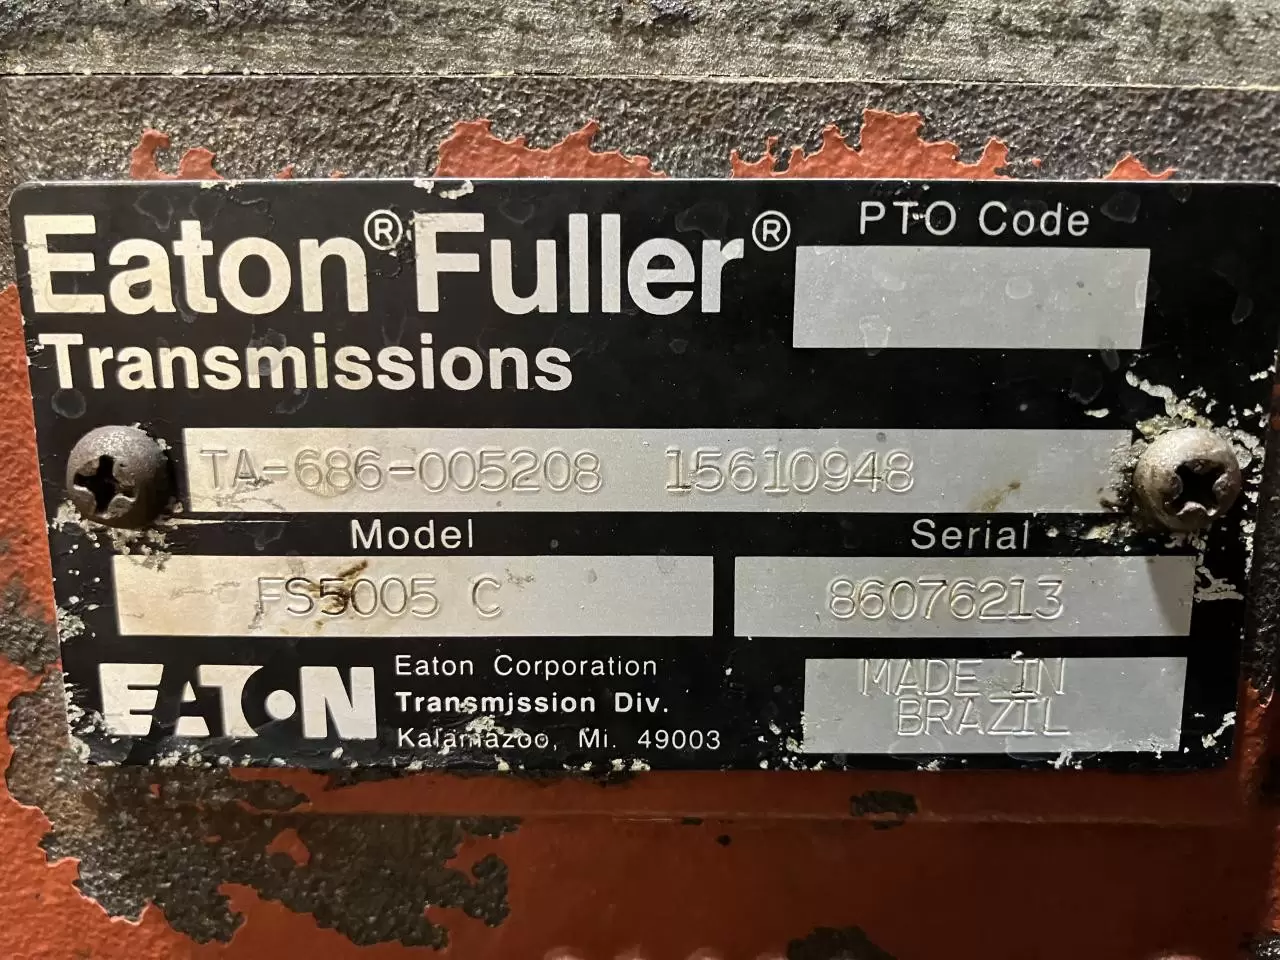 Eaton® Fuller®
Transmissions
PTO Code
TA-686-005208 15610948
Model
Serial
FS5005 C
86076213
EATON
Eaton Corporation
Transmission Div.
Kalamazoo, Mi. 49003
MADE IN
BRAZIL